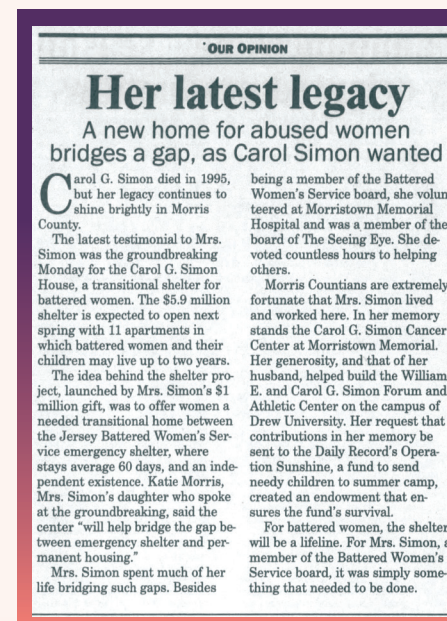 OUR OPINION
Her latest legacy
A new home for abused women
bridges a gap, as Carol Simon wanted
Carol G. Simon died in 1995,
but her legacy continues to
shine brightly in Morris
County.
The latest testimonial to Mrs.
Simon was the groundbreaking
Monday for the Carol G. Simon
House, a transitional shelter for
battered women. The $5.9 million
shelter is expected to open next
spring with 11 apartments in
which battered women and their
children may live up to two years.
The idea behind the shelter pro-
ject, launched by Mrs. Simon's $1
million gift, was to offer women a
needed transitional home between
the Jersey Battered Women's Ser-
vice emergency shelter, where
stays average 60 days, and an inde-
pendent existence. Katie Morris,
Mrs. Simon's daughter who spoke
at the groundbreaking, said the
center "will help bridge the gap be-
tween emergency shelter and per-
manent housing."
Mrs. Simon spent much of her
life bridging such gaps. Besides
being a member of the Battered
Women's Service board, she volun
teered at Morristown Memorial
Hospital and was a member of the
board of The Seeing Eye. She de-
voted countless hours to helping
others.
Morris Countians are extremely
fortunate that Mrs. Simon lived
and worked here. In her memory
stands the Carol G. Simon Cancer
Center at Morristown Memorial.
Her generosity, and that of her
husband, helped build the William
E. and Carol G. Simon Forum and
Athletic Center on the campus of
Drew University. Her request that
contributions in her memory be
sent to the Daily Record's Opera-
tion Sunshine, a fund to send
needy children to summer camp,
created an endowment that en-
sures the fund's survival.
For battered women, the shelter
will be a lifeline. For Mrs. Simon, a
member of the Battered Women's
Service board, it was simply some-
thing that needed to be done.